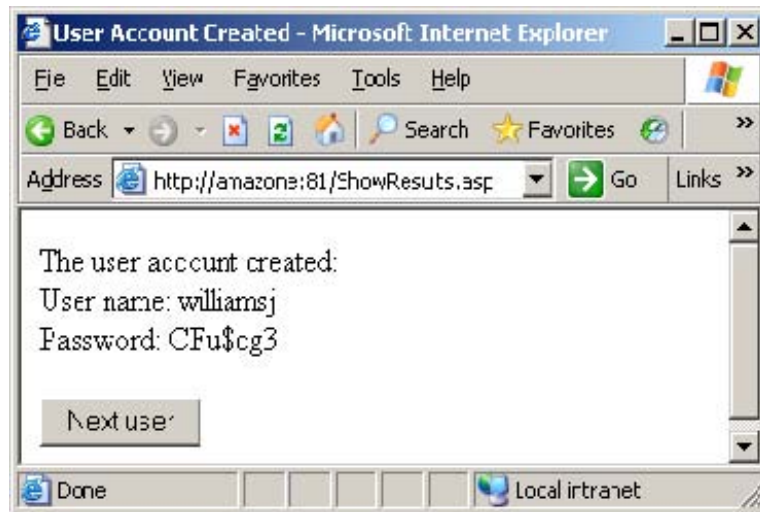 User Account Created - Microsoft Internet Explorer
File Edit View Favorites Tools Help
Back Search Favorites »
Address http://amazone:81/ShowResults.asp Go Links »
The user account created:
User name: williamsj
Password: CFu$cg3
Next user
Done Local intranet